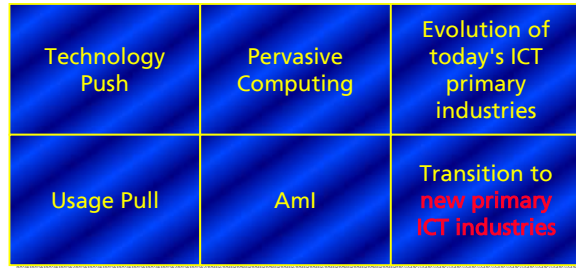 Technology
Push
Pervasive
Computing
Evolution of
today's ICT
primary
industries
Usage Pull
AmI
Transition to
new primary
ICT industries